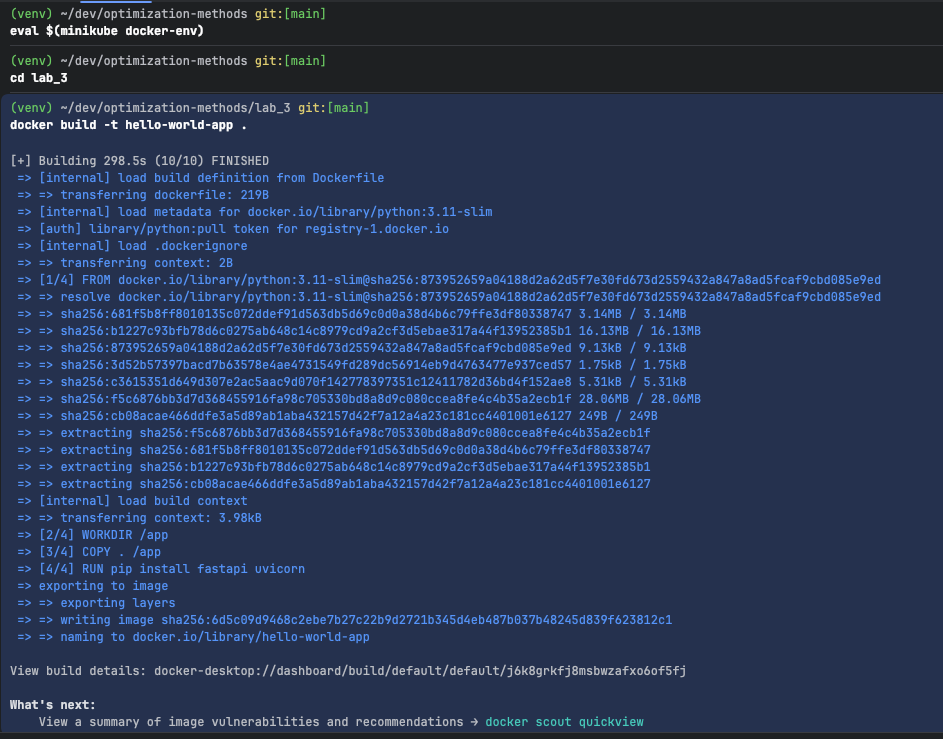 (venv) ~/dev/optimization-methods git:[main]
eval $(minikube docker-env)
(venv) ~/dev/optimization-methods git:[main]
cd lab_3
(venv) ~/dev/optimization-methods/lab_3 git:[main]
docker build -t hello-world-app .
[+] Building 298.5s (10/10) FINISHED
=> [internal] load build definition from Dockerfile
=> => transferring dockerfile: 219B
=> [internal] load metadata for docker.io/library/python:3.11-slim
=> [auth] library/python:pull token for registry-1.docker.io
=> [internal] load .dockerignore
=> => transferring context: 2B
=> [1/4] FROM docker.io/library/python:3.11-slim@sha256:873952659a04188d2a62d5f7e30fd673d2559432a847a8ad5fcaf9cbd085e9ed
=> => resolve docker.io/library/python:3.11-slim@sha256:873952659a04188d2a62d5f7e30fd673d2559432a847a8ad5fcaf9cbd085e9ed
=> => sha256:681f5b8ff8010135c072ddef91d563db5d69c0d0a38d4b6c79ffe3df80338747 3.14MB / 3.14MB
=> => sha256:b1227c93bfb78d6c0275ab648c14c8979cd9a2cf3d5ebae317a44f13952385b1 16.13MB / 16.13MB
=> => sha256:873952659a04188d2a62d5f7e30fd673d2559432a847a8ad5fcaf9cbd085e9ed 9.13kB / 9.13kB
=> => sha256:3d52b57397bacd7b63578e4ae4731549fd289dc56914eb9d4763477e937ced57 1.75kB / 1.75kB
=> => sha256:c3615351d649d307e2ac5aac9d070f142778397351c12411782d36bd4f152ae8 5.31kB / 5.31kB
=> => sha256:f5c6876bb3d7d368455916fa98c705330bd8a8d9c080ccea8fe4c4b35a2ecb1f 28.06MB / 28.06MB
=> => sha256:cb08acae466ddfe3a5d89ab1aba432157d42f7a12a4a23c181cc4401001e6127 249B / 249B
=> => extracting sha256:f5c6876bb3d7d368455916fa98c705330bd8a8d9c080ccea8fe4c4b35a2ecb1f
=> => extracting sha256:681f5b8ff8010135c072ddef91d563db5d69c0d0a38d4b6c79ffe3df80338747
=> => extracting sha256:b1227c93bfb78d6c0275ab648c14c8979cd9a2cf3d5ebae317a44f13952385b1
=> => extracting sha256:cb08acae466ddfe3a5d89ab1aba432157d42f7a12a4a23c181cc4401001e6127
=> [internal] load build context
=> => transferring context: 3.98kB
=> [2/4] WORKDIR /app
=> [3/4] COPY . /app
=> [4/4] RUN pip install fastapi uvicorn
=> exporting to image
=> => exporting layers
=> => writing image sha256:6d5c09d9468c2ebe7b27c22b9d2721b345d4eb487b037b48245d839f623812c1
=> => naming to docker.io/library/hello-world-app
View build details: docker-desktop://dashboard/build/default/default/j6k8grkfj8msbwzafxo6of5fj
What's next:
View a summary of image vulnerabilities and recommendations → docker scout quickview